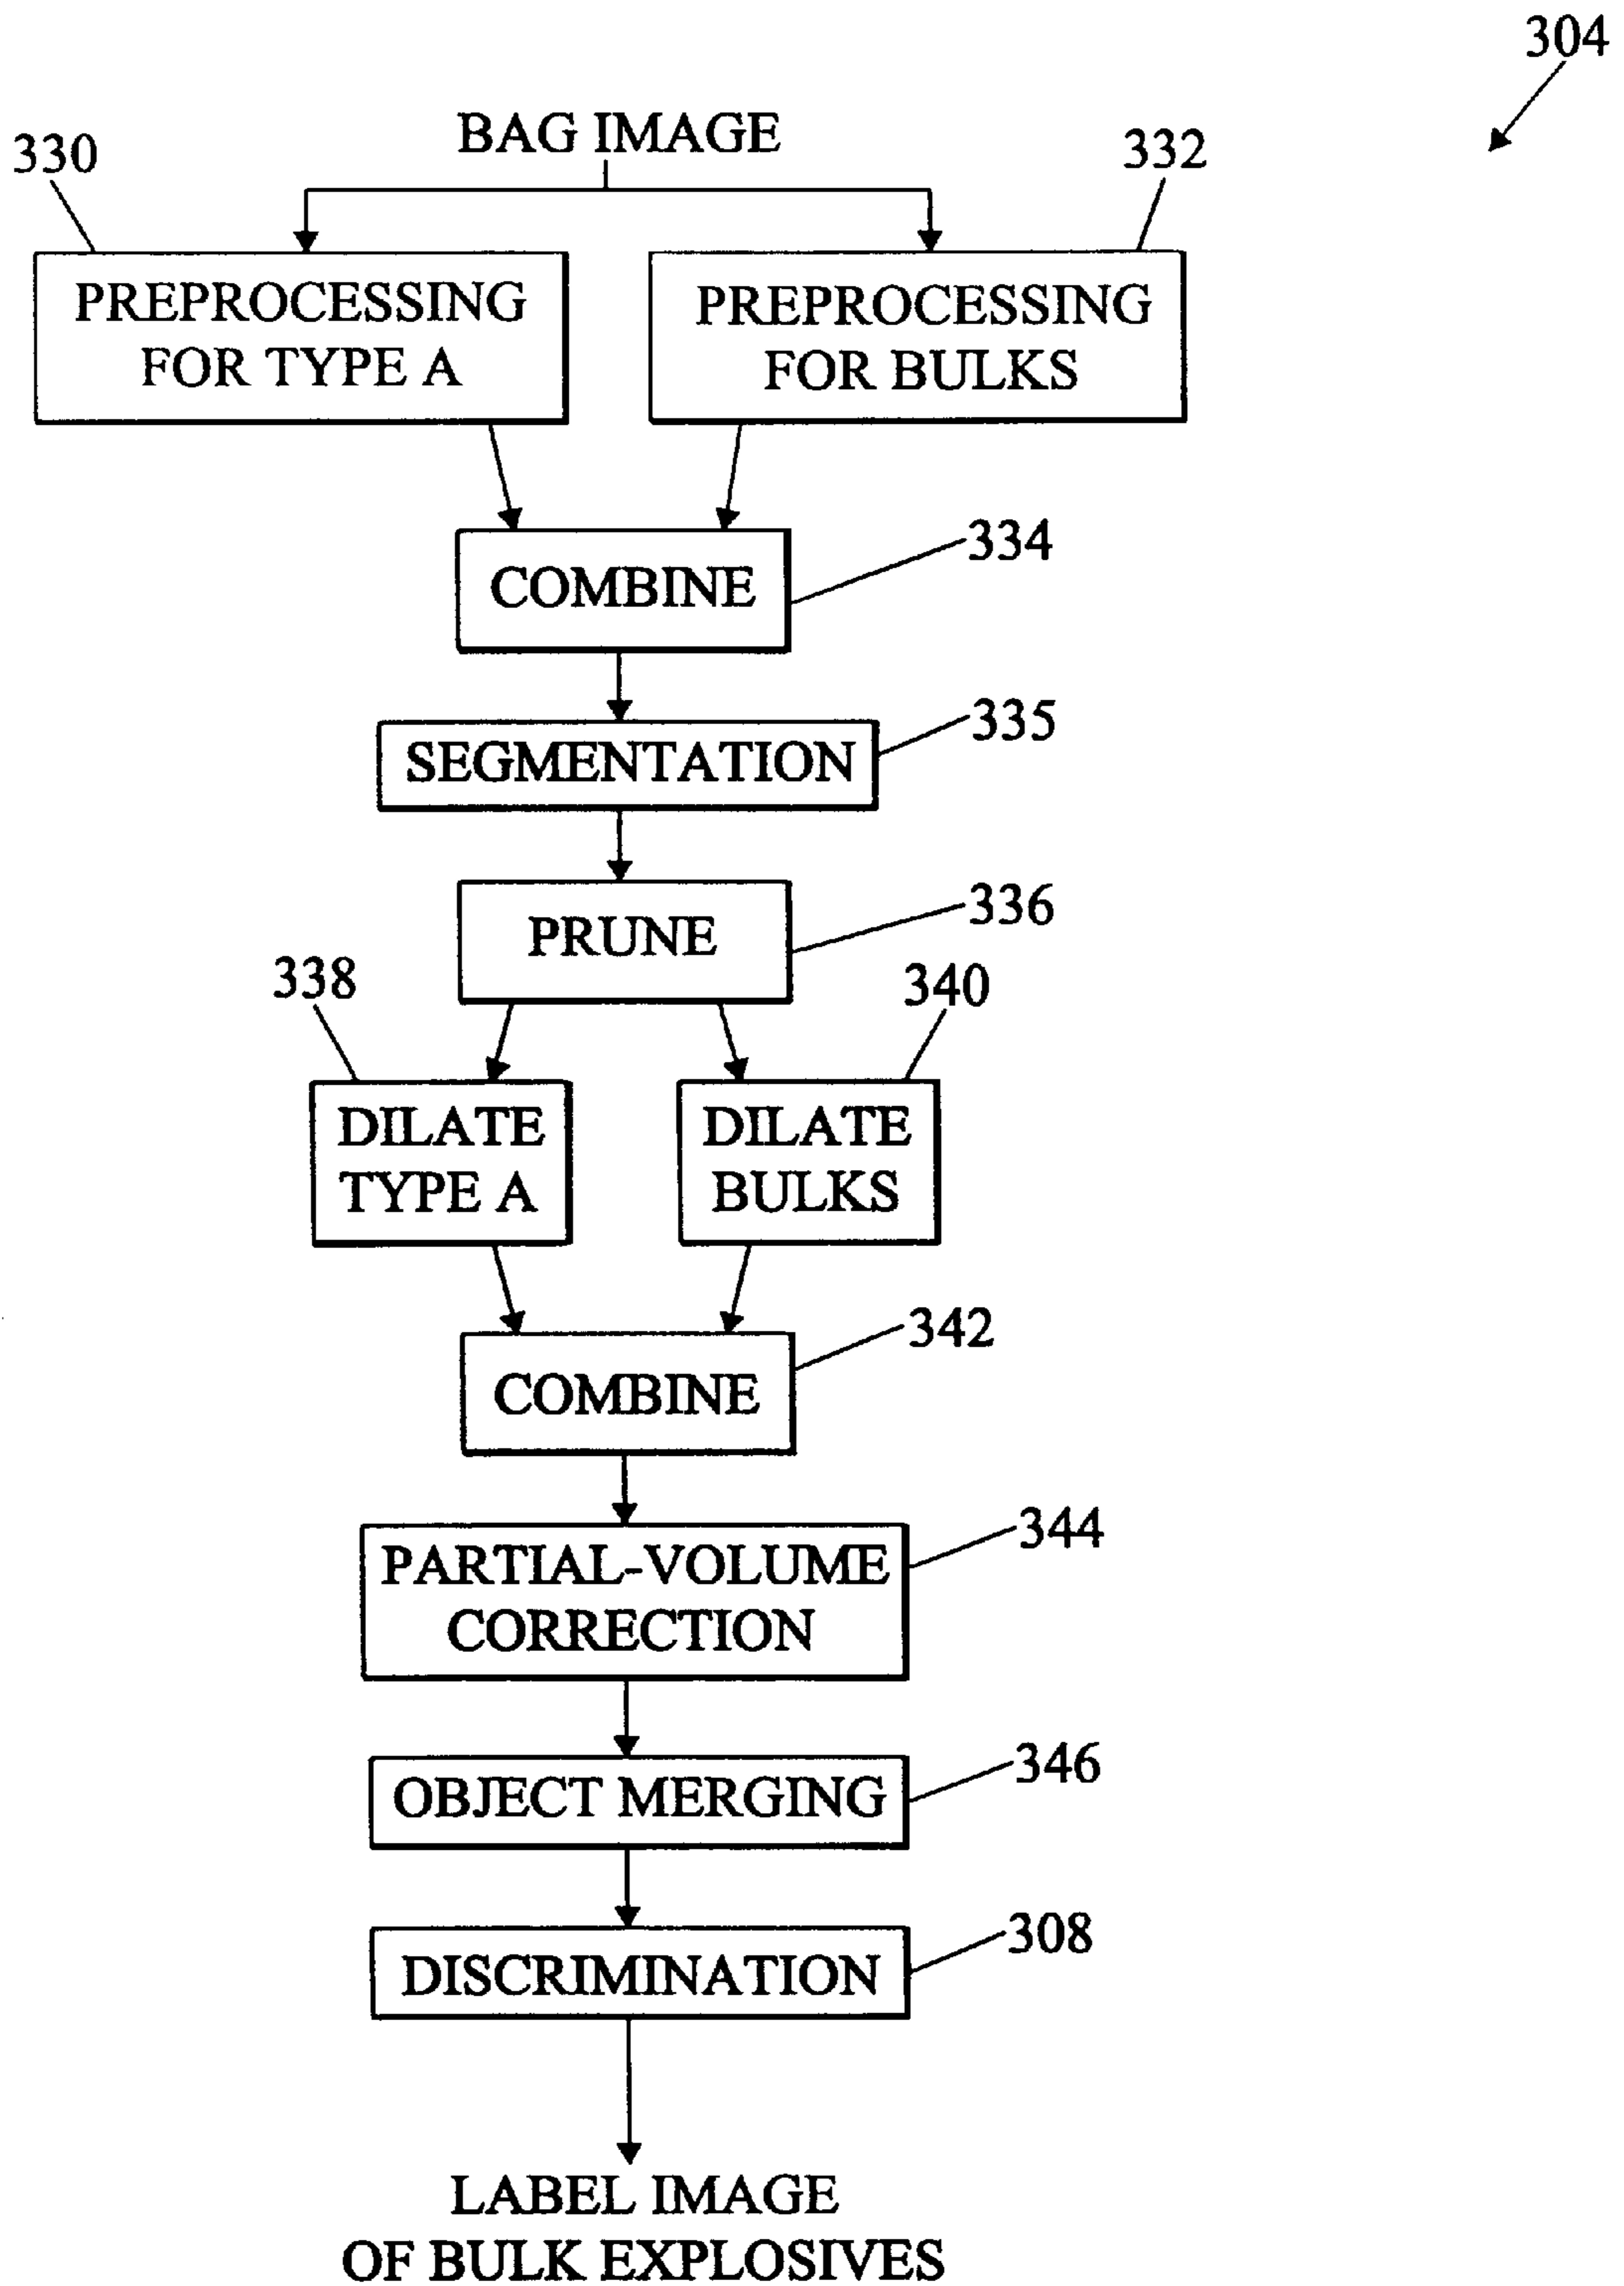 304
BAG IMAGE
330
332
PREPROCESSING
FOR TYPE A
PREPROCESSING
FOR BULKS
COMBINE
334
SEGMENTATION
335
PRUNE
336
338
340
DILATE
TYPE A
DILATE
BULKS
COMBINE
342
PARTIAL-VOLUME
CORRECTION
344
OBJECT MERGING
346
DISCRIMINATION
308
LABEL IMAGE
OF BULK EXPLOSIVES